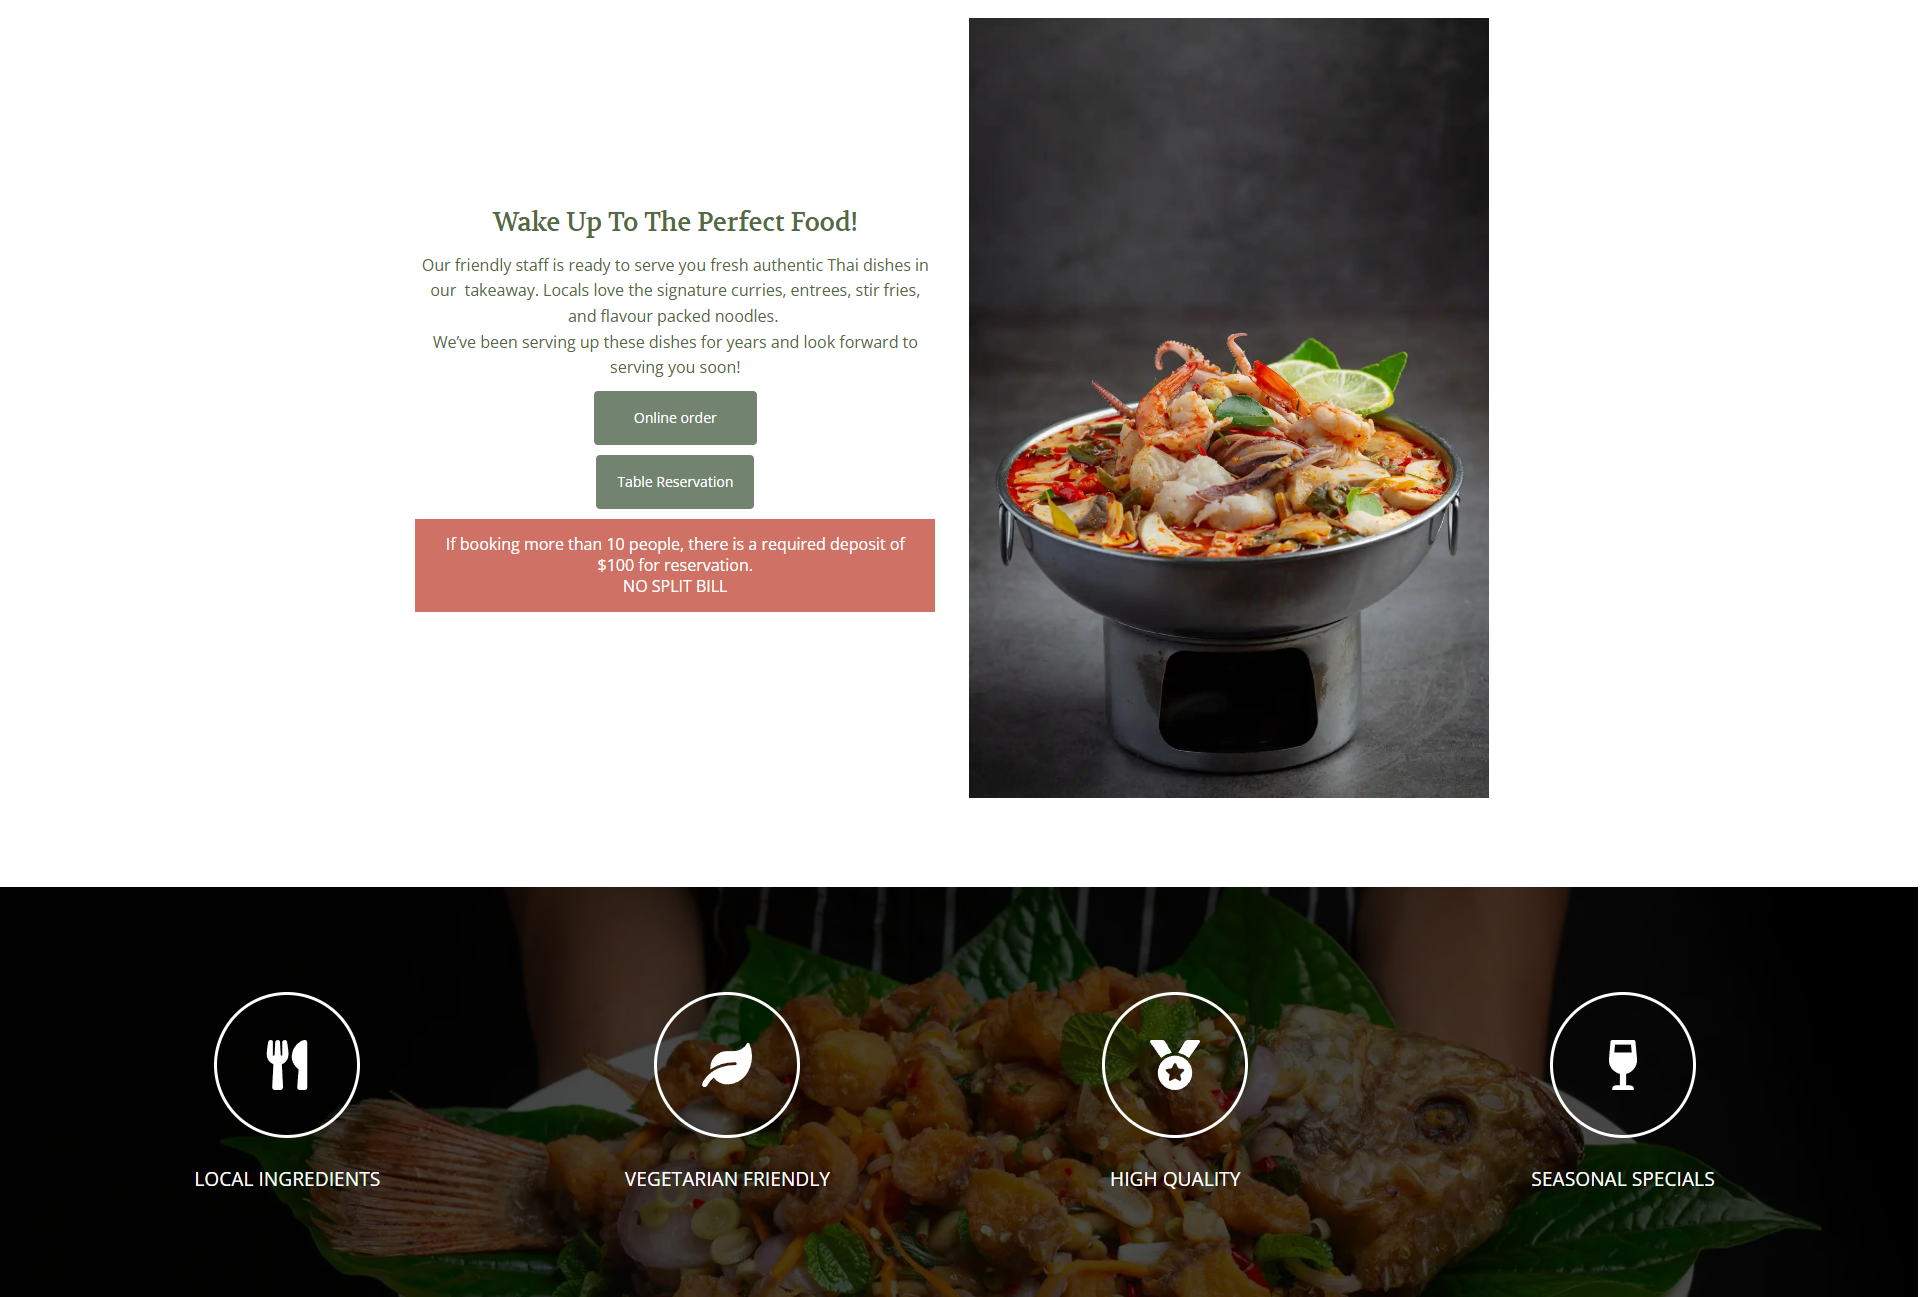 Wake Up To The Perfect Food!
Our friendly staff is ready to serve you fresh authentic Thai dishes in
our  takeaway. Locals love the signature curries, entrees, stir fries,
and flavour packed noodles.
We’ve been serving up these dishes for years and look forward to
serving you soon!
Online order
Table Reservation
If booking more than 10 people, there is a required deposit of
$100 for reservation.
NO SPLIT BILL
LOCAL INGREDIENTS
VEGETARIAN FRIENDLY
HIGH QUALITY
SEASONAL SPECIALS